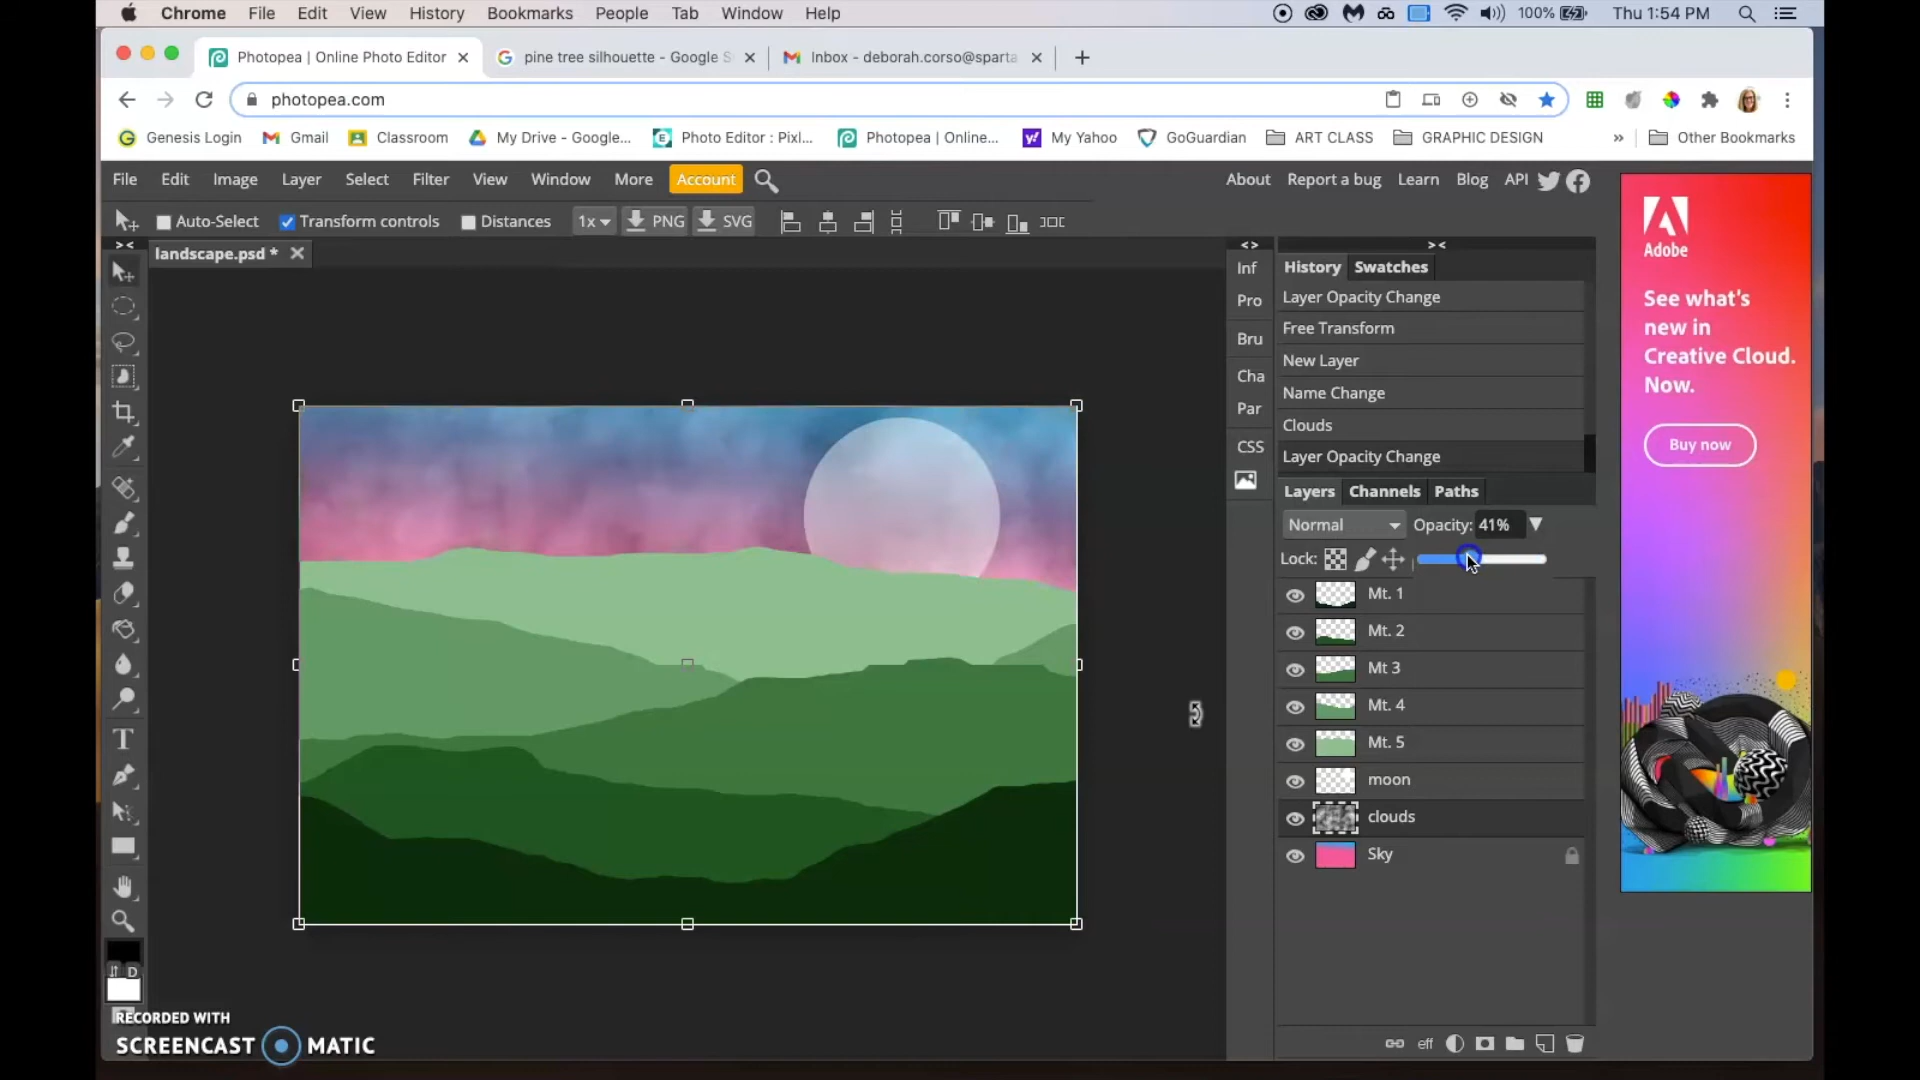 Chrome File Edit View History Bookmarks People Tab Window Help 100% Thu 1:54 PM
Photopea | Online Photo Editor pine tree silhouette - Google S Inbox - deborah.corso@sparta
photopea.com
Genesis Login Gmail Classroom My Drive - Google... Photo Editor : Pixl... Photopea | Online... My Yahoo GoGuardian ART CLASS GRAPHIC DESIGN » Other Bookmarks
File Edit Image Layer Select Filter View Window More Account About Report a bug Learn Blog API
Auto-Select Transform controls Distances 1x PNG SVG
landscape.psd *
Inf
Pro
Bru
Cha
Par
CSS
History Swatches
Layer Opacity Change
Free Transform
New Layer
Name Change
Clouds
Layer Opacity Change
Layers Channels Paths
Normal Opacity: 41%
Lock:
Mt. 1
Mt. 2
Mt 3
Mt. 4
Mt. 5
moon
clouds
Sky
eff
D
Adobe
See what's
new in
Creative Cloud.
Now.
Buy now
RECORDED WITH
SCREENCAST MATIC